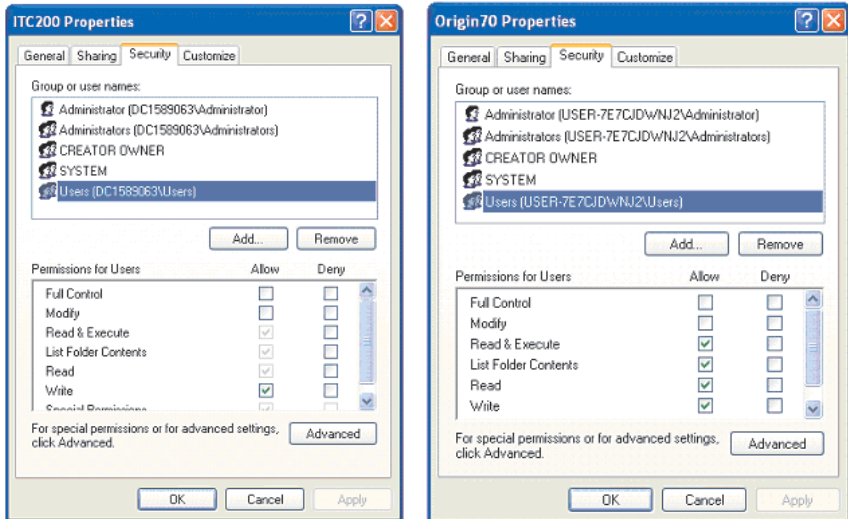 ITC200 Properties
General Sharing Security Customize
Group or user names:
Administrator (DC1589063\Administrator)
Administrators (DC1589063\Administrators)
CREATOR OWNER
SYSTEM
Users (DC1589063\Users)
Add... Remove
Permissions for Users Allow Deny
Full Control
Modify
Read & Execute
List Folder Contents
Read
Write
Special Permissions
For special permissions or for advanced settings,
click Advanced.
Advanced
OK Cancel Apply
Origin70 Properties
General Sharing Security Customize
Group or user names:
Administrator (USER-7E7CJDWNJ2\Administrator)
Administrators (USER-7E7CJDWNJ2\Administrators)
CREATOR OWNER
SYSTEM
Users (USER-7E7CJDWNJ2\Users)
Add... Remove
Permissions for Users Allow Deny
Full Control
Modify
Read & Execute
List Folder Contents
Read
Write
For special permissions or for advanced settings,
click Advanced.
Advanced
OK Cancel Apply